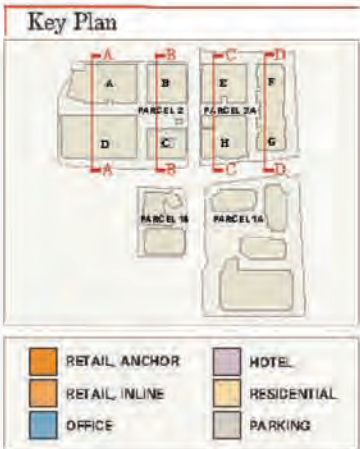 Key Plan
A B C D
A B E F
PARCEL 2 PARCEL 2A
D C H G
A B C D
PARCEL 1B PARCEL 1A
RETAIL, ANCHOR HOTEL
RETAIL, INLINE RESIDENTIAL
OFFICE PARKING